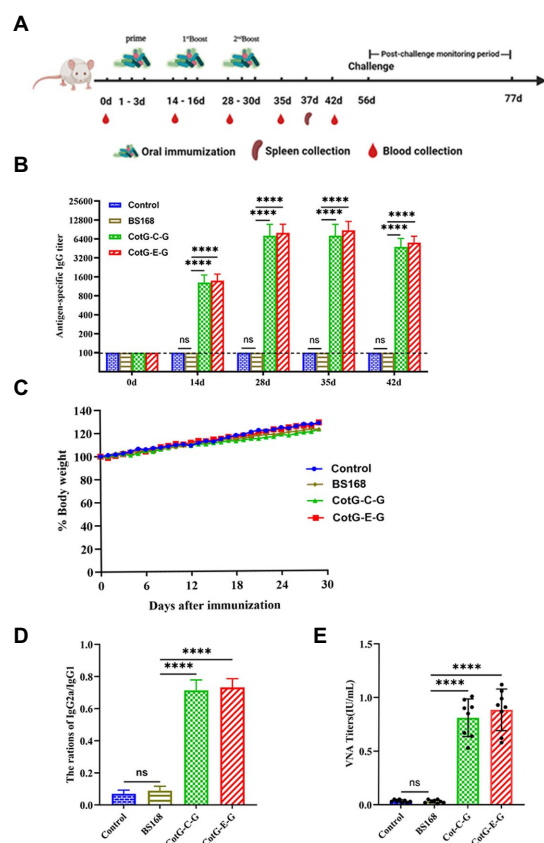 A
prime
1ˢᵗBoost
2ⁿᵈBoost
Post-challenge monitoring period
Challenge
0d 1 - 3d 14 - 16d 28 - 30d 35d 37d 42d 56d 77d
Oral immunization Spleen collection Blood collection
B
Control
BS168
CotG-C-G
CotG-E-G
Antigen-specific IgG titer
25600
12800
6400
3200
1600
800
400
200
100
ns
****
****
ns
****
****
ns
****
****
ns
****
****
0d 14d 28d 35d 42d
C
% Body weight
140
120
100
80
60
40
20
0
Control
BS168
CotG-C-G
CotG-E-G
0 6 12 18 24 30
Days after immunization
D
The rations of IgG2a/IgG1
1.0
0.8
0.6
0.4
0.2
0.0
ns
****
****
Control
BS168
CotG-C-G
CotG-E-G
E
VNA Titers(IU/mL)
1.5
1.0
0.5
0.0
ns
****
****
Control
BS168
Cot-C-G
CotG-E-G